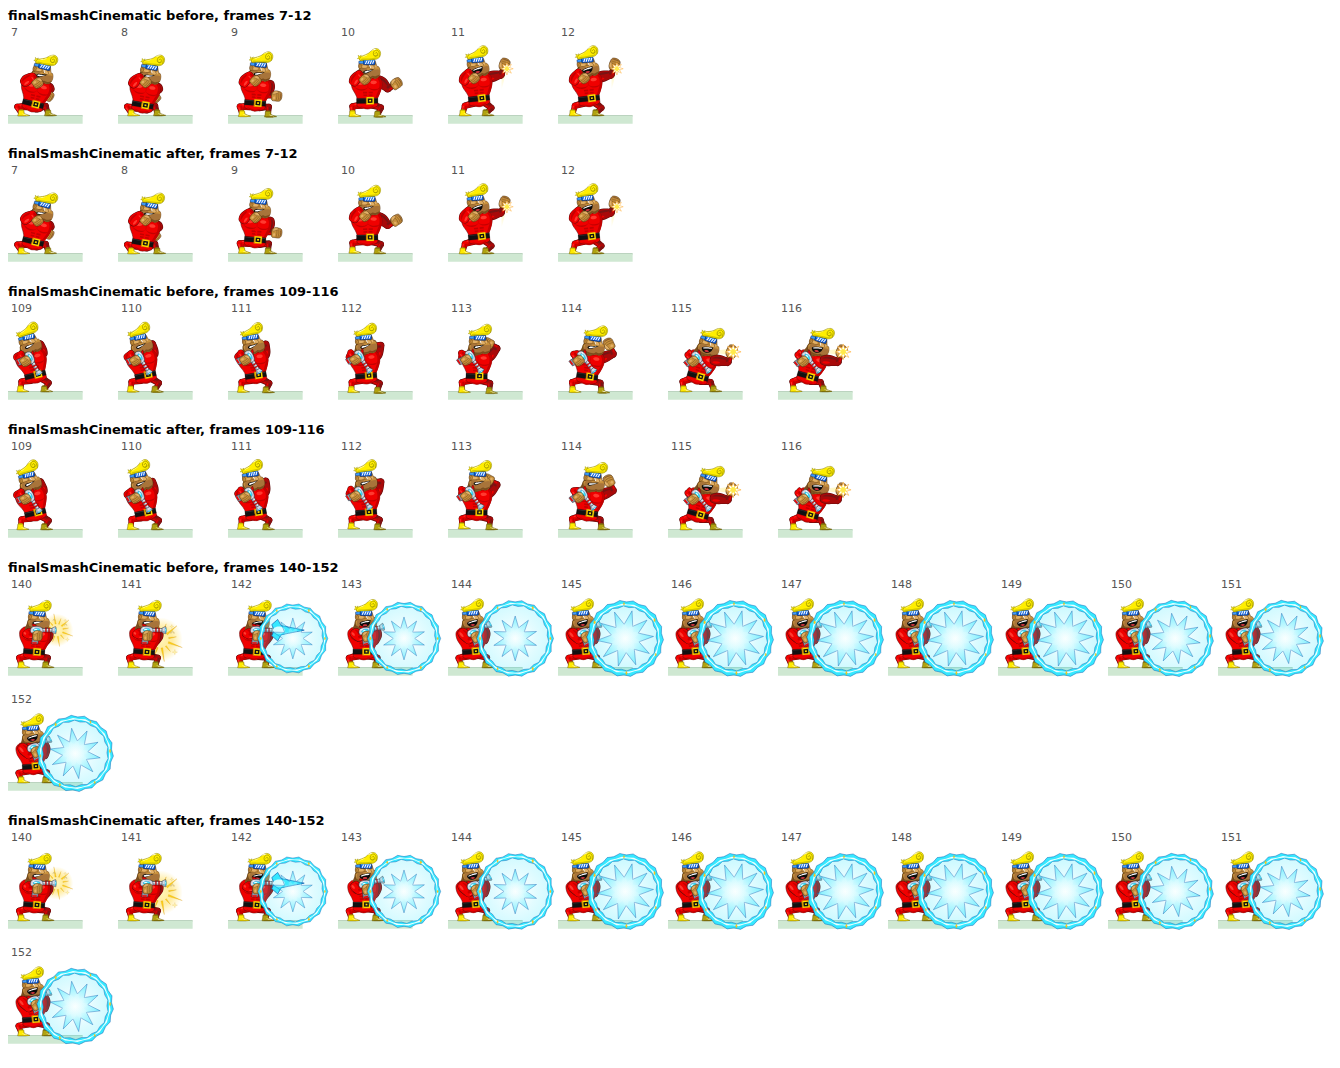 finalSmashCinematic before, frames 7-12
7 8 9 10 11 12
finalSmashCinematic after, frames 7-12
7 8 9 10 11 12
finalSmashCinematic before, frames 109-116
109 110 111 112 113 114 115 116
finalSmashCinematic after, frames 109-116
109 110 111 112 113 114 115 116
finalSmashCinematic before, frames 140-152
140 141 142 143 144 145 146 147 148 149 150 151
152
finalSmashCinematic after, frames 140-152
140 141 142 143 144 145 146 147 148 149 150 151
152